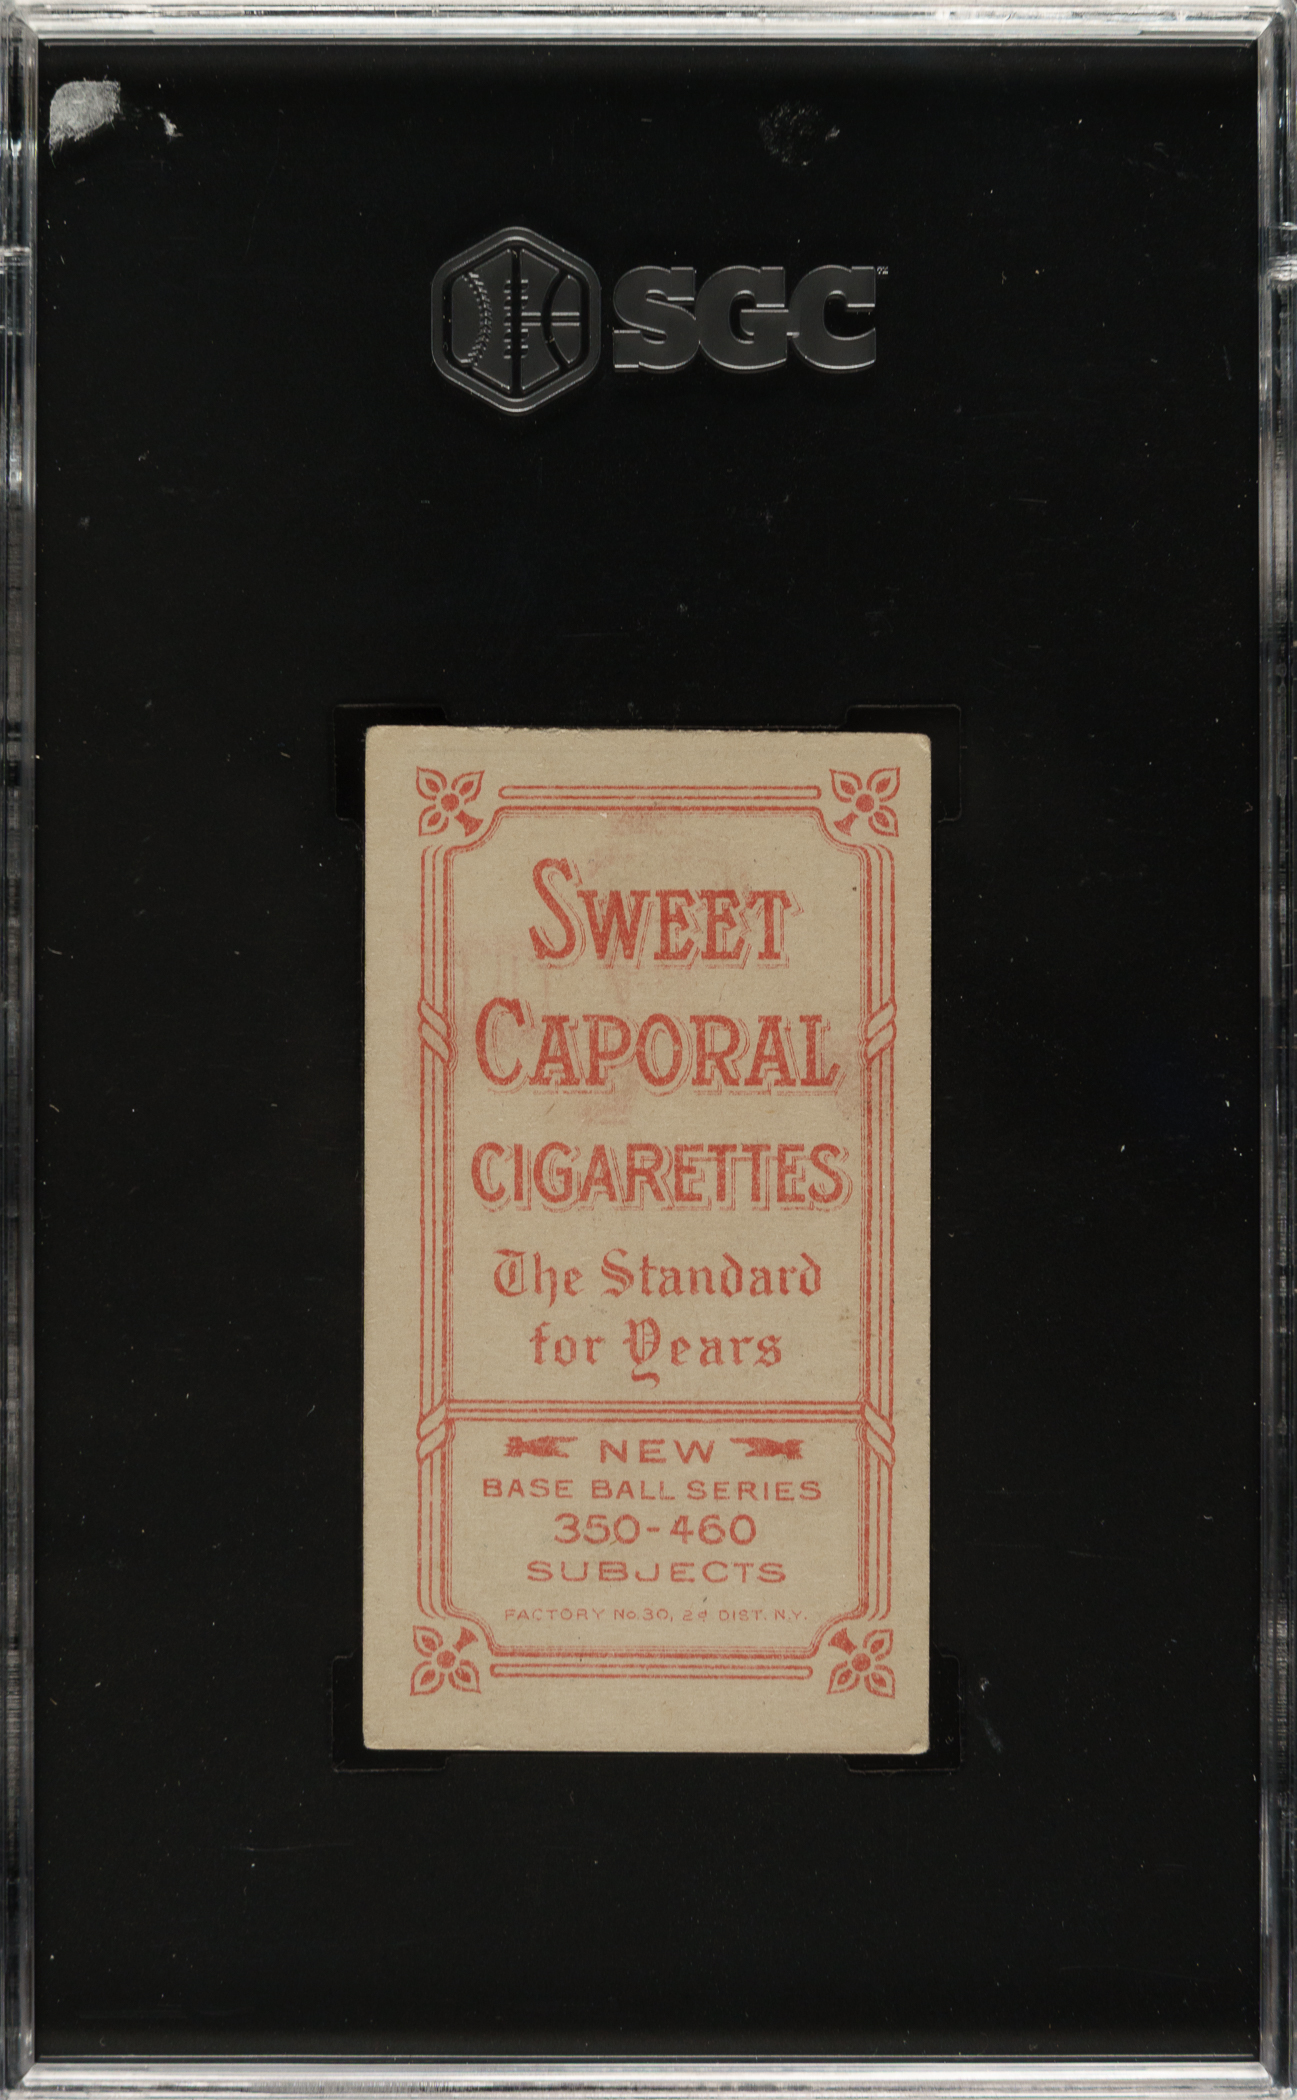 SGC™
SWEET
CAPORAL
CIGARETTES
The Standard
for Years
NEW
BASE BALL SERIES
350-460
SUBJECTS
FACTORY No. 30, 2d DIST. N.Y.